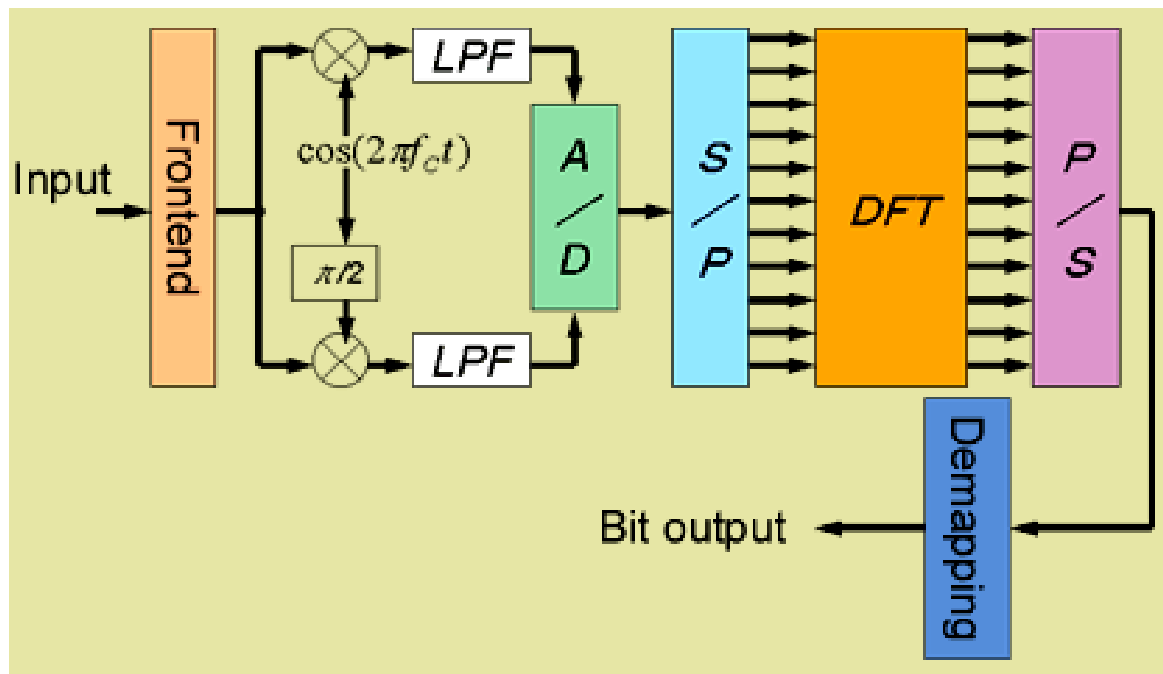 Input
Frontend
LPF
cos(2πf_C t)
π/2
LPF
A/D
S/P
DFT
P/S
Demapping
Bit output